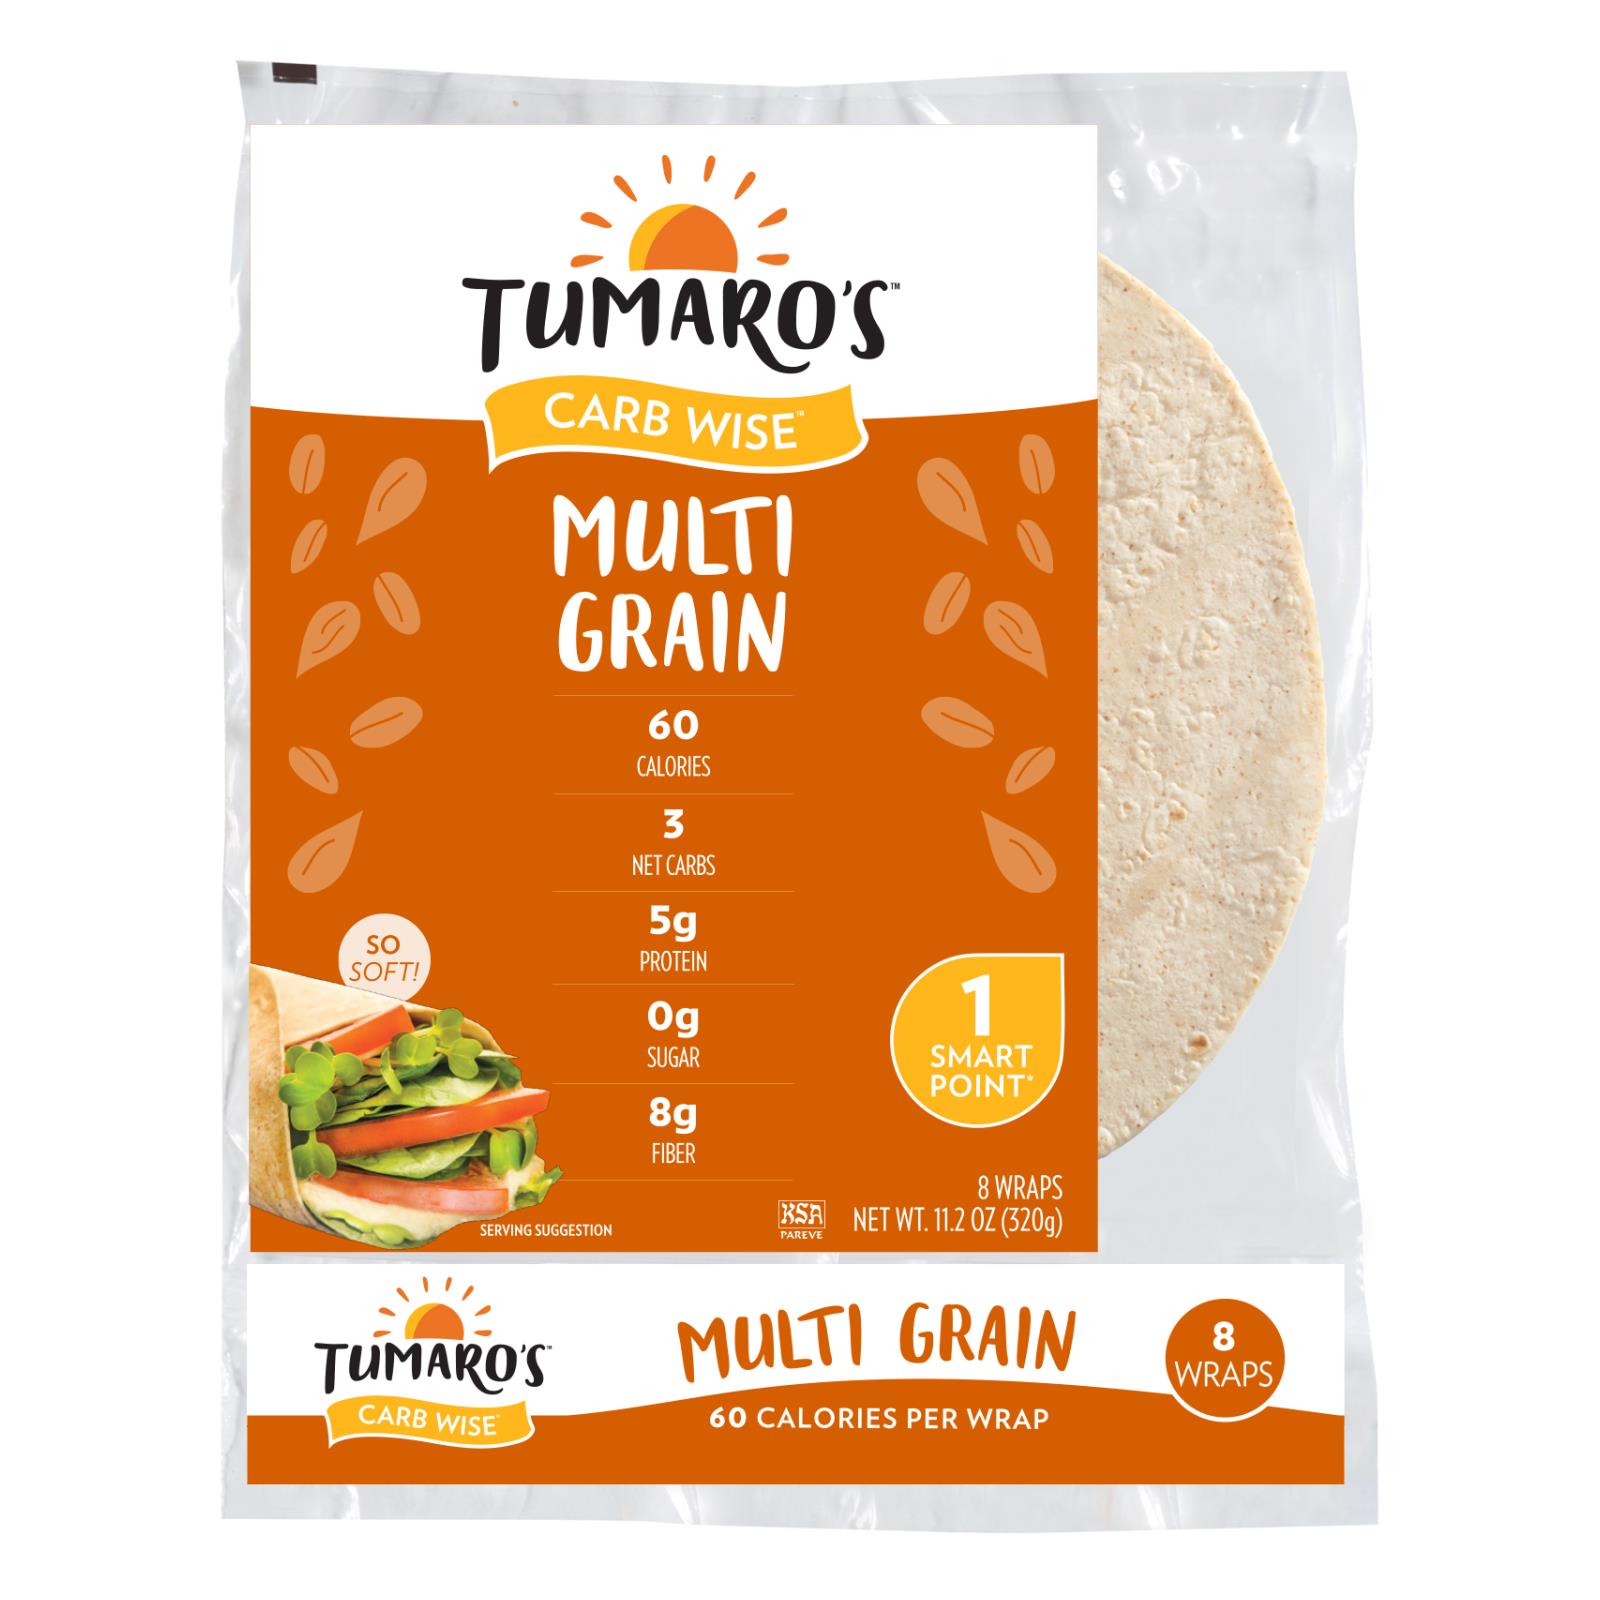 TUMARO'S™
CARB WISE™
MULTI
GRAIN
60
CALORIES
3
NET CARBS
5g
PROTEIN
0g
SUGAR
8g
FIBER
SO
SOFT!
1
SMART
POINT*
SERVING SUGGESTION
KSA
PAREVE
8 WRAPS
NET WT. 11.2 OZ (320g)
TUMARO'S™
CARB WISE™
MULTI GRAIN
60 CALORIES PER WRAP
8
WRAPS